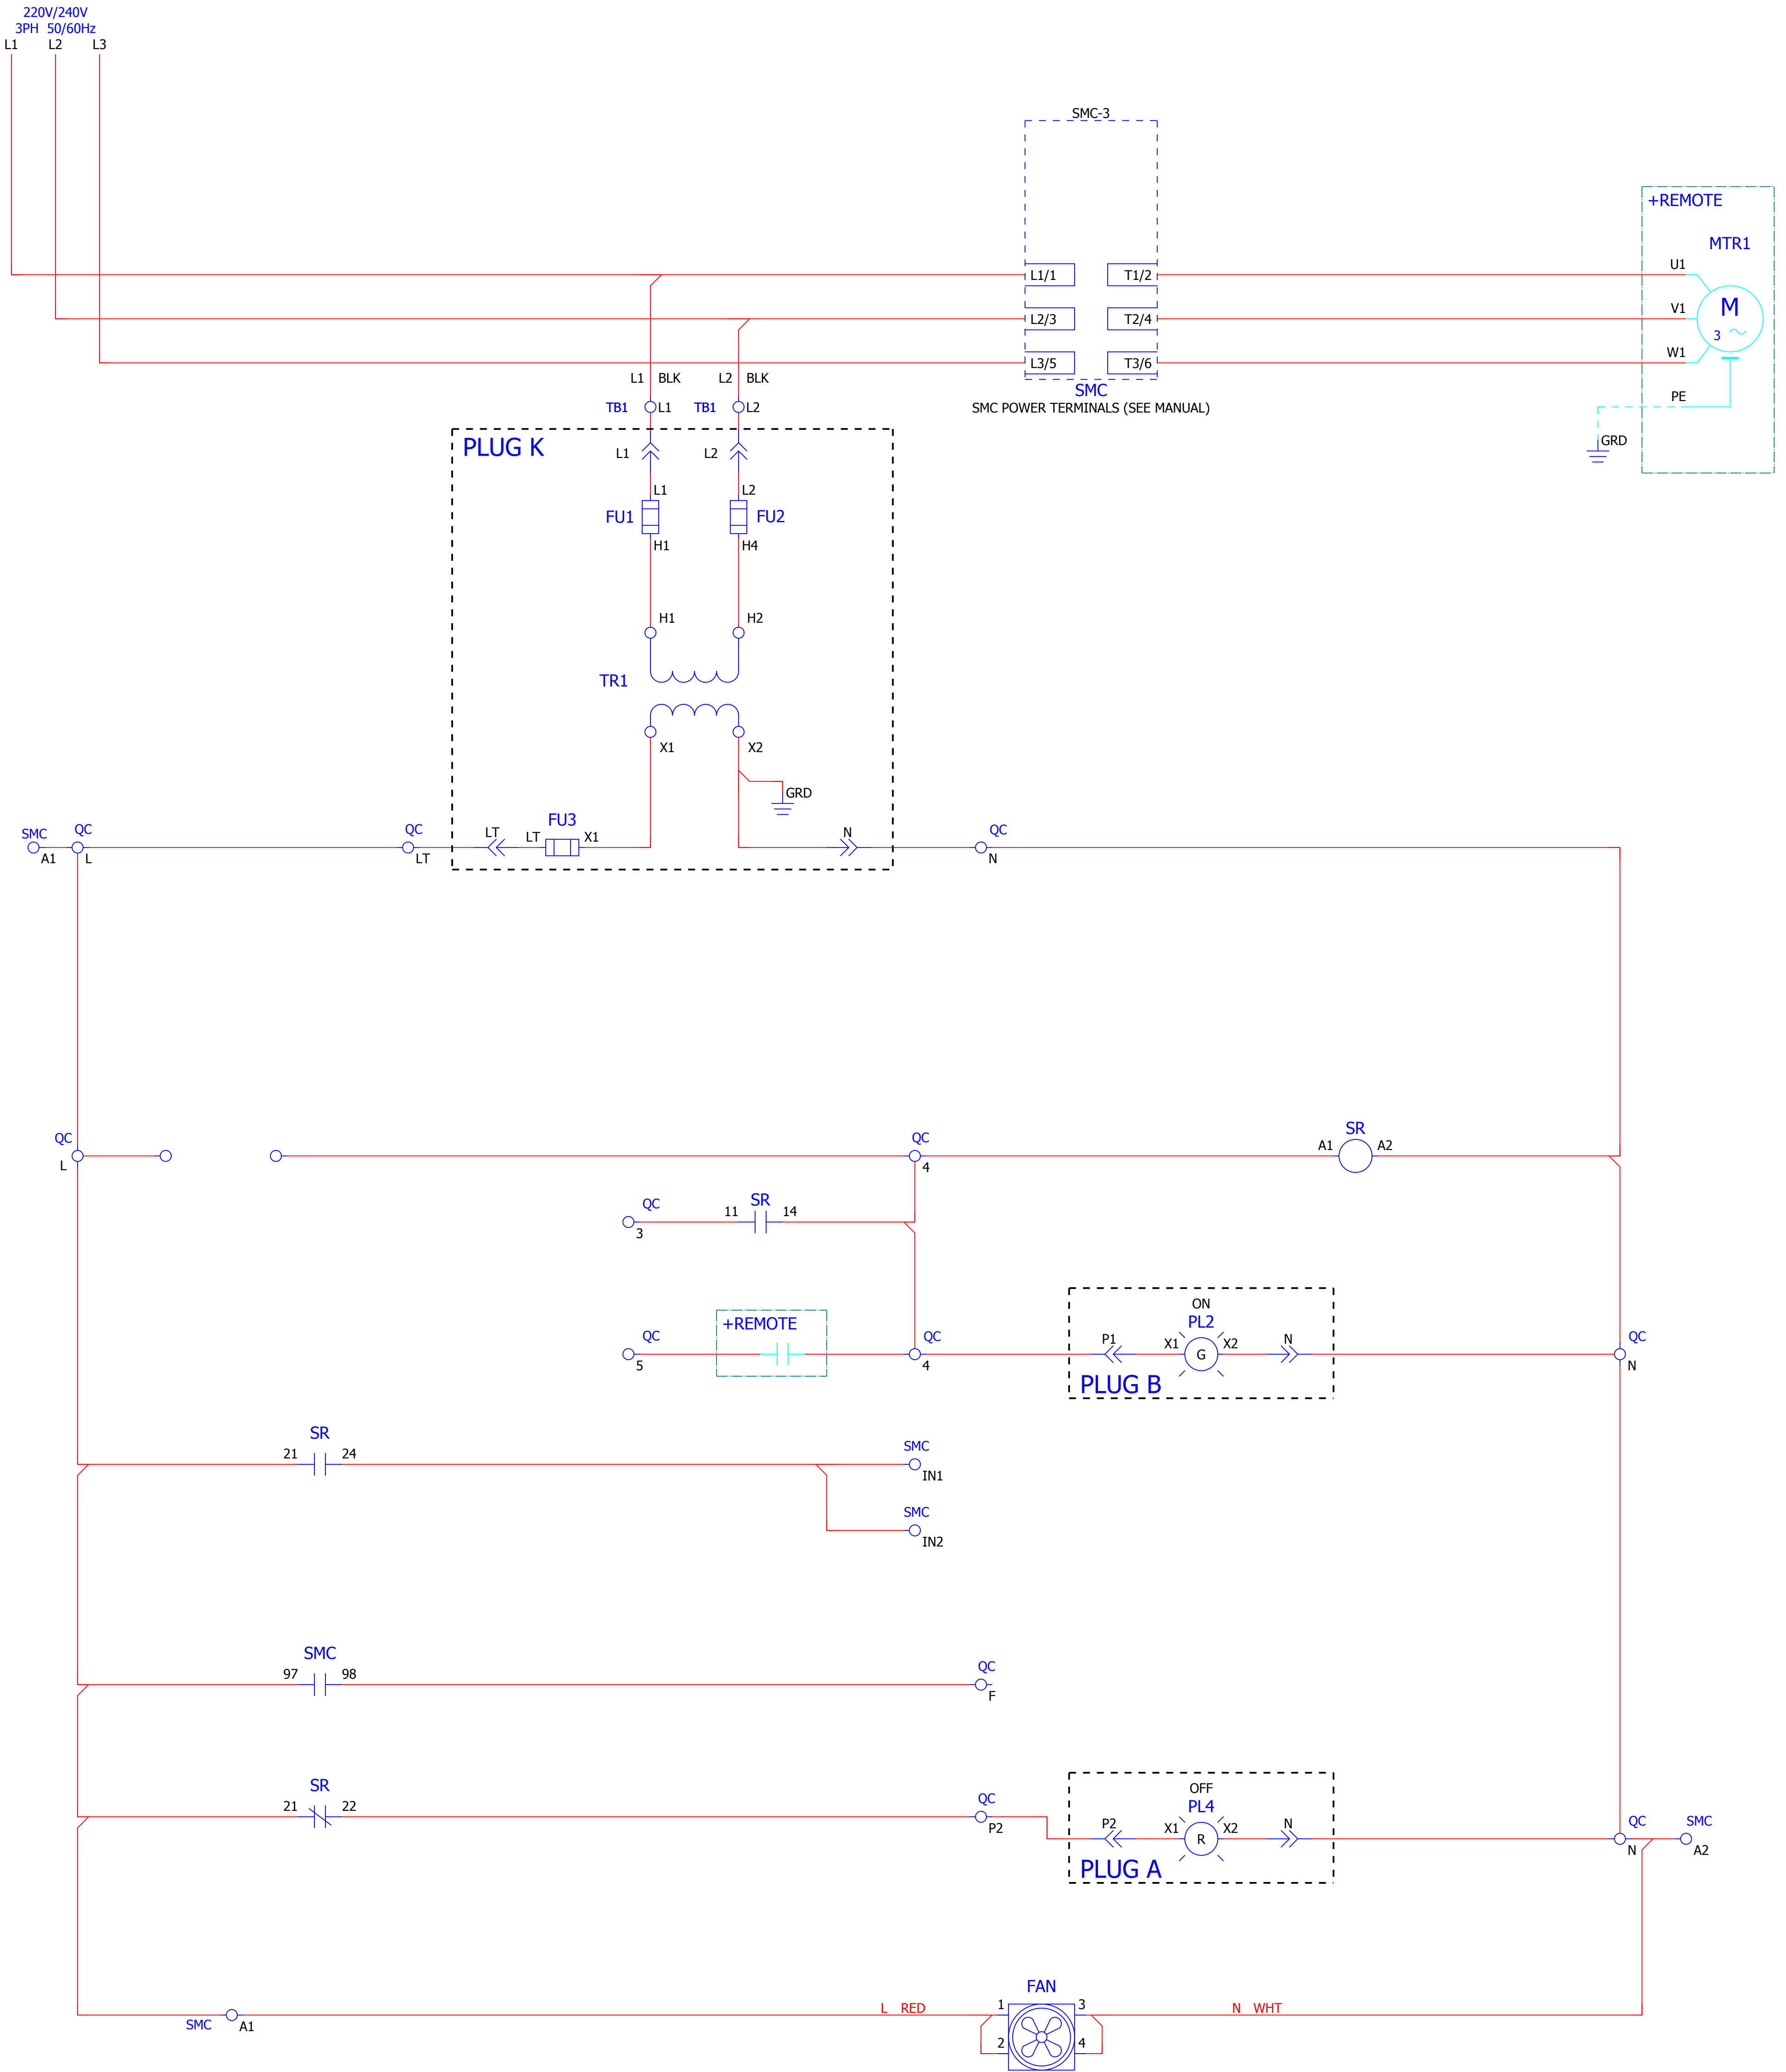 220V/240V
3PH 50/60Hz
L1 L2 L3
SMC-3
+REMOTE
MTR1
L1/1 T1/2 U1
L2/3 T2/4 V1
M
3
L3/5 T3/6 W1
L1 BLK L2 BLK
SMC
SMC POWER TERMINALS (SEE MANUAL)
PE
TB1 L1 TB1 L2
GRD
PLUG K
L1 L2
L1 L2
FU1 FU2
H1 H4
H1 H2
TR1
X1 X2
GRD
FU3
SMC QC QC LT LT X1 N QC
A1 L LT N
QC QC SR
A1 A2
L 4
QC SR
11 14
3
ON
+REMOTE PL2
QC QC P1 X1 X2 N QC
G
5 4 N
PLUG B
SR
21 24 SMC
IN1
SMC
IN2
SMC
97 98 QC
F
SR OFF
21 22 QC PL4
P2 P2 X1 X2 N QC SMC
R
N A2
PLUG A
FAN
L RED 1 3 N WHT
SMC A1
2 4